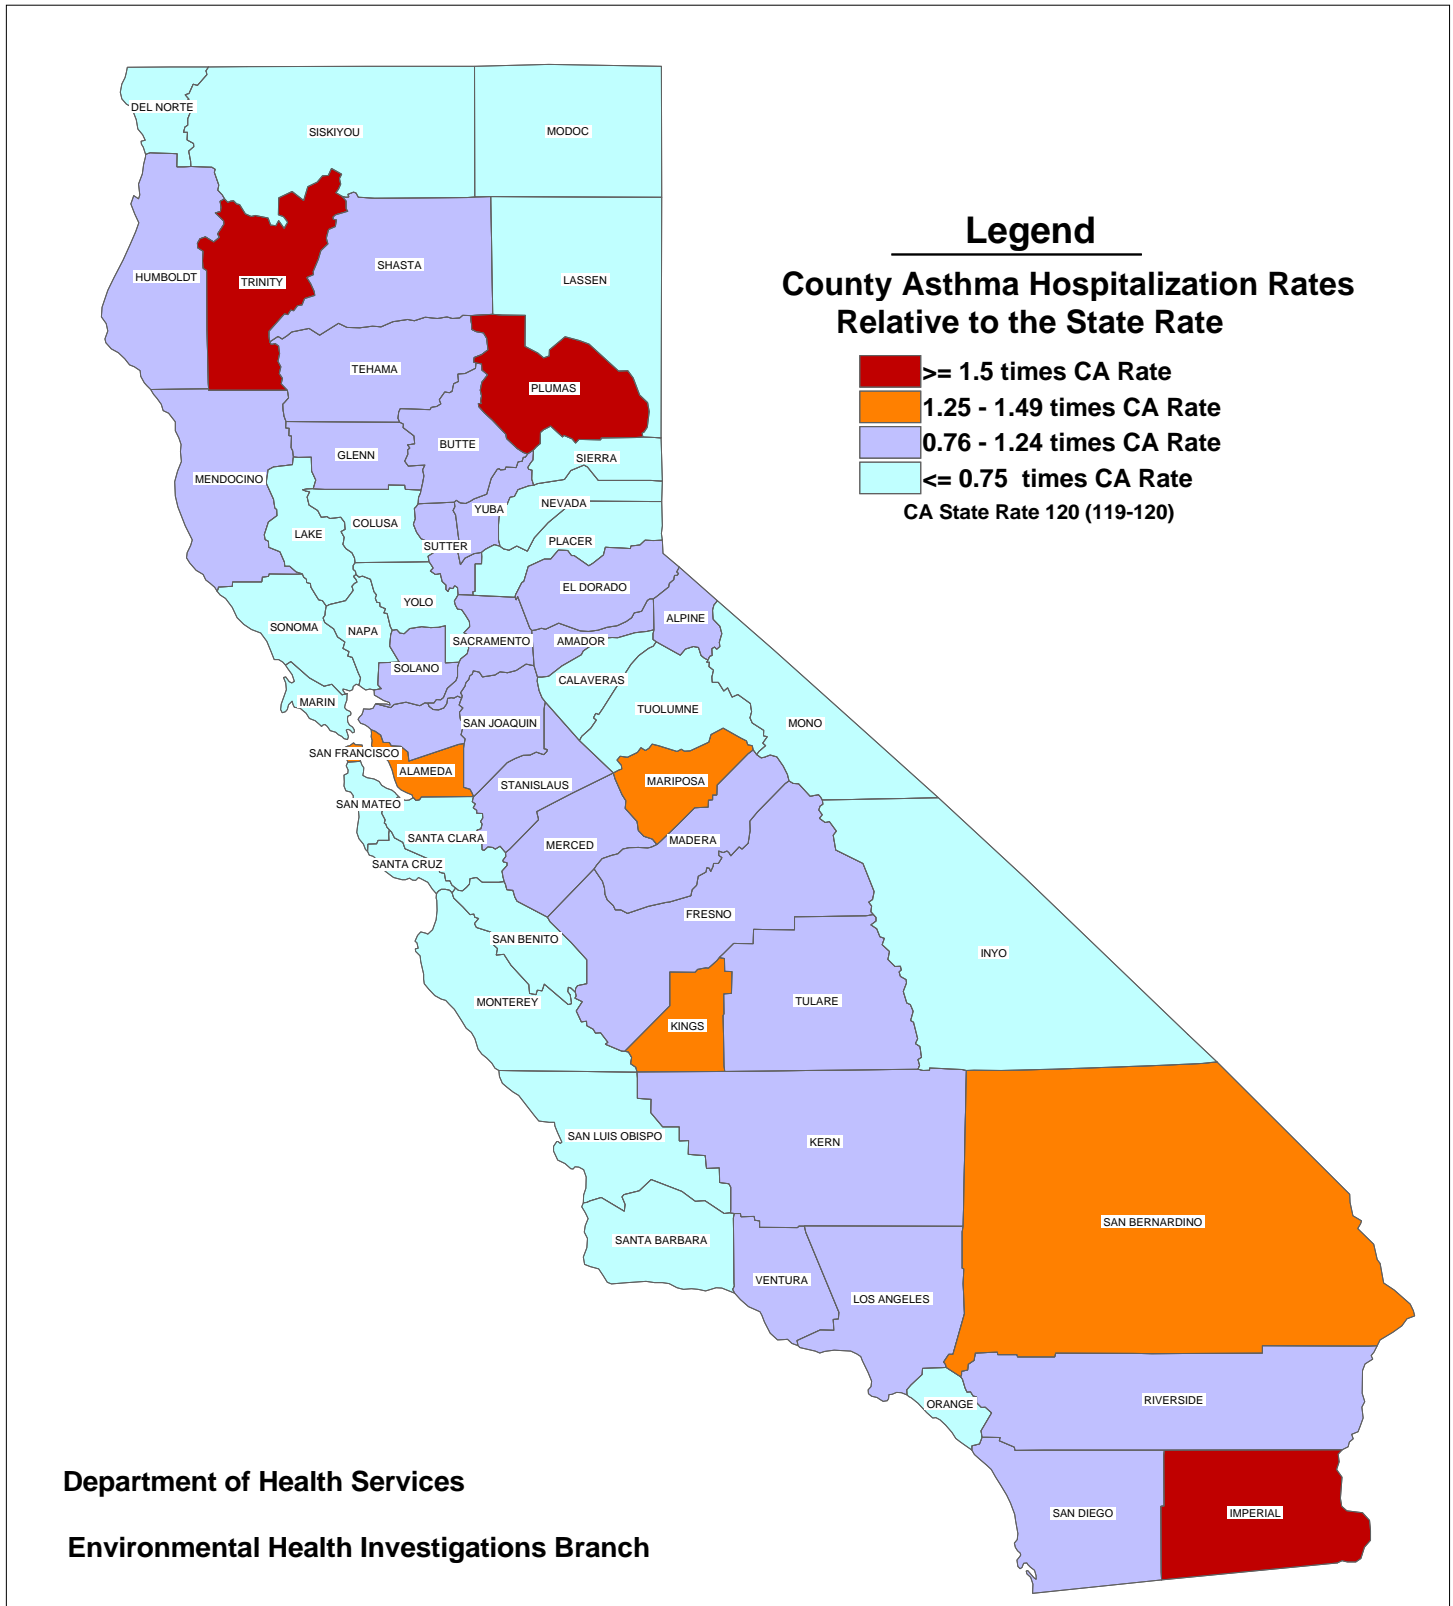 DEL NORTE
SISKIYOU
MODOC
HUMBOLDT
TRINITY
SHASTA
LASSEN
Legend
County Asthma Hospitalization Rates
Relative to the State Rate
>= 1.5 times CA Rate
1.25 - 1.49 times CA Rate
0.76 - 1.24 times CA Rate
<= 0.75  times CA Rate
CA State Rate 120 (119-120)
TEHAMA
PLUMAS
BUTTE
GLENN
SIERRA
MENDOCINO
NEVADA
YUBA
COLUSA
LAKE
SUTTER
PLACER
EL DORADO
YOLO
ALPINE
SONOMA
NAPA
SACRAMENTO
AMADOR
SOLANO
CALAVERAS
MARIN
TUOLUMNE
SAN JOAQUIN
MONO
SAN FRANCISCO
ALAMEDA
MARIPOSA
STANISLAUS
SAN MATEO
SANTA CLARA
MADERA
MERCED
SANTA CRUZ
FRESNO
SAN BENITO
INYO
MONTEREY
TULARE
KINGS
SAN LUIS OBISPO
KERN
SAN BERNARDINO
SANTA BARBARA
VENTURA
LOS ANGELES
ORANGE
RIVERSIDE
SAN DIEGO
IMPERIAL
Department of Health Services
Environmental Health Investigations Branch